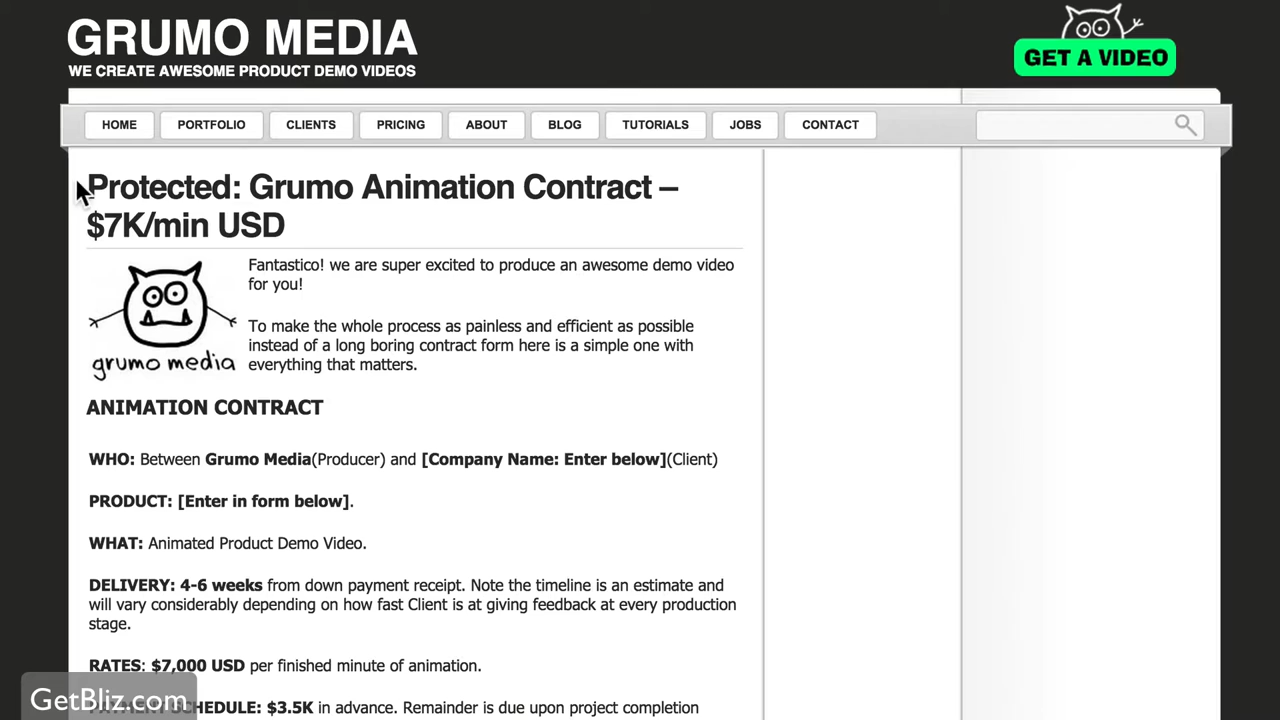 GRUMO MEDIA
WE CREATE AWESOME PRODUCT DEMO VIDEOS
GET A VIDEO
HOME PORTFOLIO CLIENTS PRICING ABOUT BLOG TUTORIALS JOBS CONTACT
Protected: Grumo Animation Contract –
$7K/min USD
Fantastico! we are super excited to produce an awesome demo video
for you!
To make the whole process as painless and efficient as possible
instead of a long boring contract form here is a simple one with
everything that matters.
grumo media
ANIMATION CONTRACT
WHO: Between Grumo Media(Producer) and [Company Name: Enter below](Client)
PRODUCT: [Enter in form below].
WHAT: Animated Product Demo Video.
DELIVERY: 4-6 weeks from down payment receipt. Note the timeline is an estimate and
will vary considerably depending on how fast Client is at giving feedback at every production
stage.
RATES: $7,000 USD per finished minute of animation.
SCHEDULE: $3.5K in advance. Remainder is due upon project completion
GetBliz.com